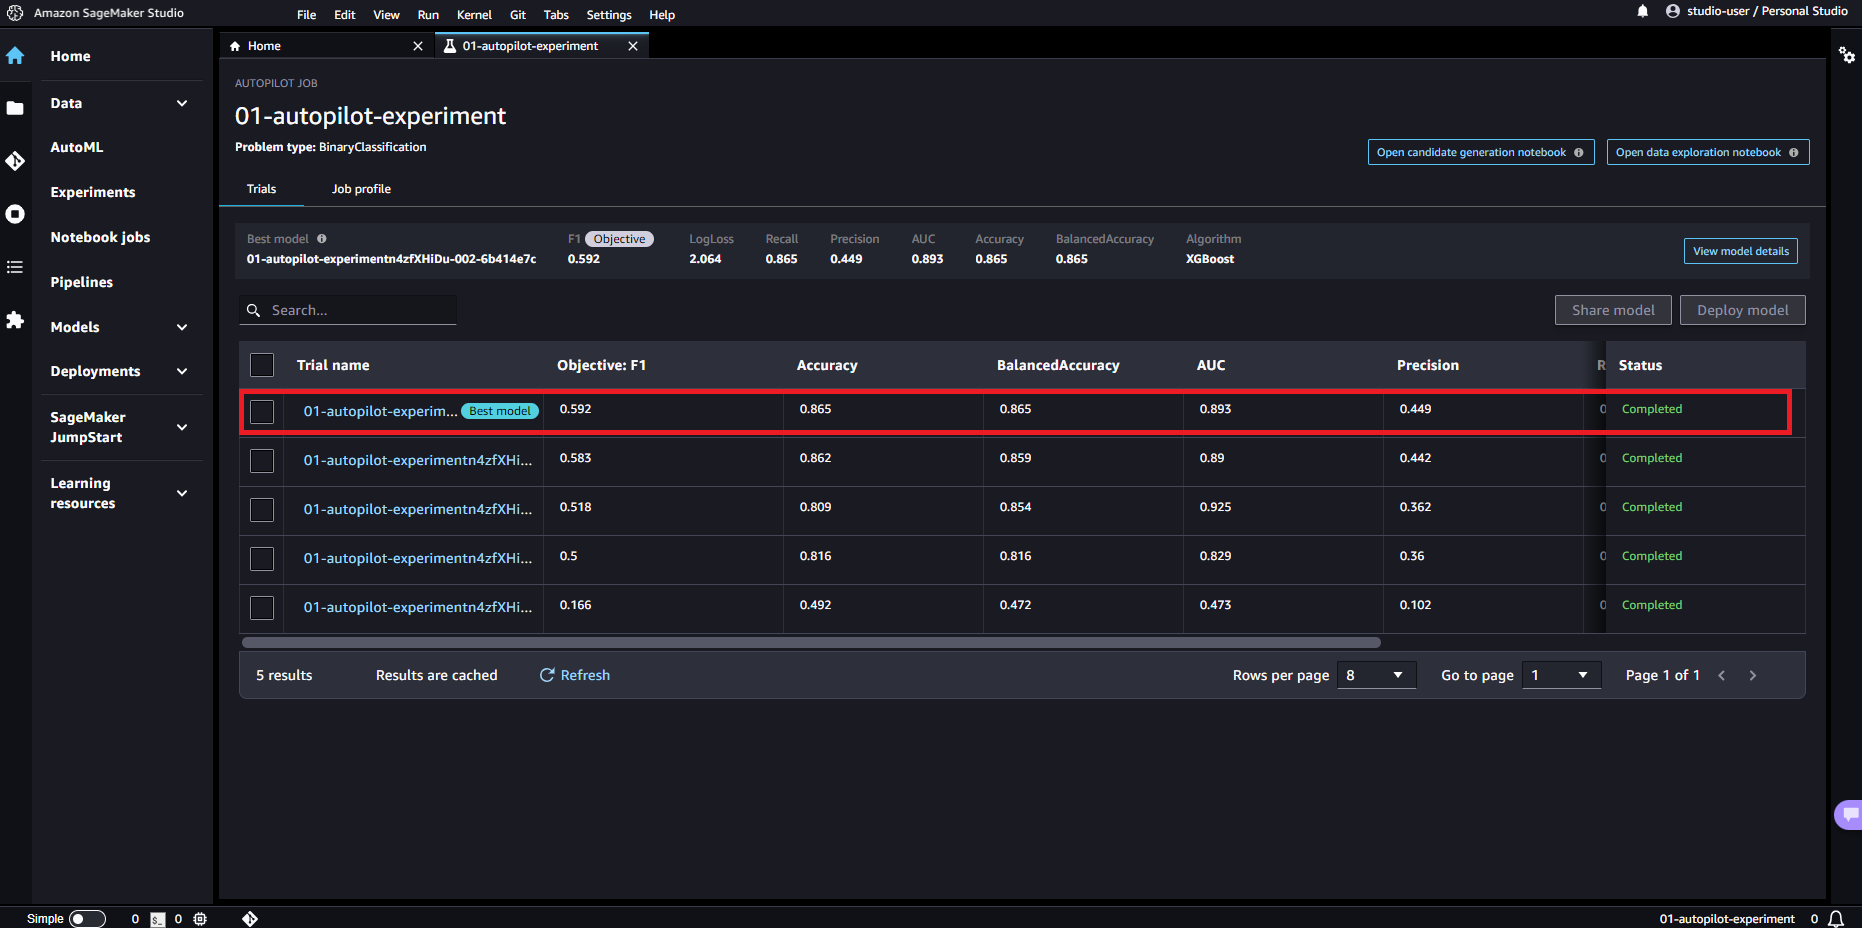 Amazon SageMaker Studio
File Edit View Run Kernel Git Tabs Settings Help
studio-user / Personal Studio
Home
Data
AutoML
Experiments
Notebook jobs
Pipelines
Models
Deployments
SageMaker
JumpStart
Learning
resources
Home
01-autopilot-experiment
AUTOPILOT JOB
01-autopilot-experiment
Problem type: BinaryClassification
Open candidate generation notebook
Open data exploration notebook
Trials Job profile
Best model F1 Objective LogLoss Recall Precision AUC Accuracy BalancedAccuracy Algorithm
01-autopilot-experimentn4zfXHiDu-002-6b414e7c 0.592 2.064 0.865 0.449 0.893 0.865 0.865 XGBoost
View model details
Search...
Share model
Deploy model
Trial name Objective: F1 Accuracy BalancedAccuracy AUC Precision R Status
01-autopilot-experim... Best model 0.592 0.865 0.865 0.893 0.449 0 Completed
01-autopilot-experimentn4zfXHi... 0.583 0.862 0.859 0.89 0.442 0 Completed
01-autopilot-experimentn4zfXHi... 0.518 0.809 0.854 0.925 0.362 0 Completed
01-autopilot-experimentn4zfXHi... 0.5 0.816 0.816 0.829 0.36 0 Completed
01-autopilot-experimentn4zfXHi... 0.166 0.492 0.472 0.473 0.102 0 Completed
5 results Results are cached Refresh Rows per page 8 Go to page 1 Page 1 of 1
Simple 0 $_ 0
01-autopilot-experiment 0